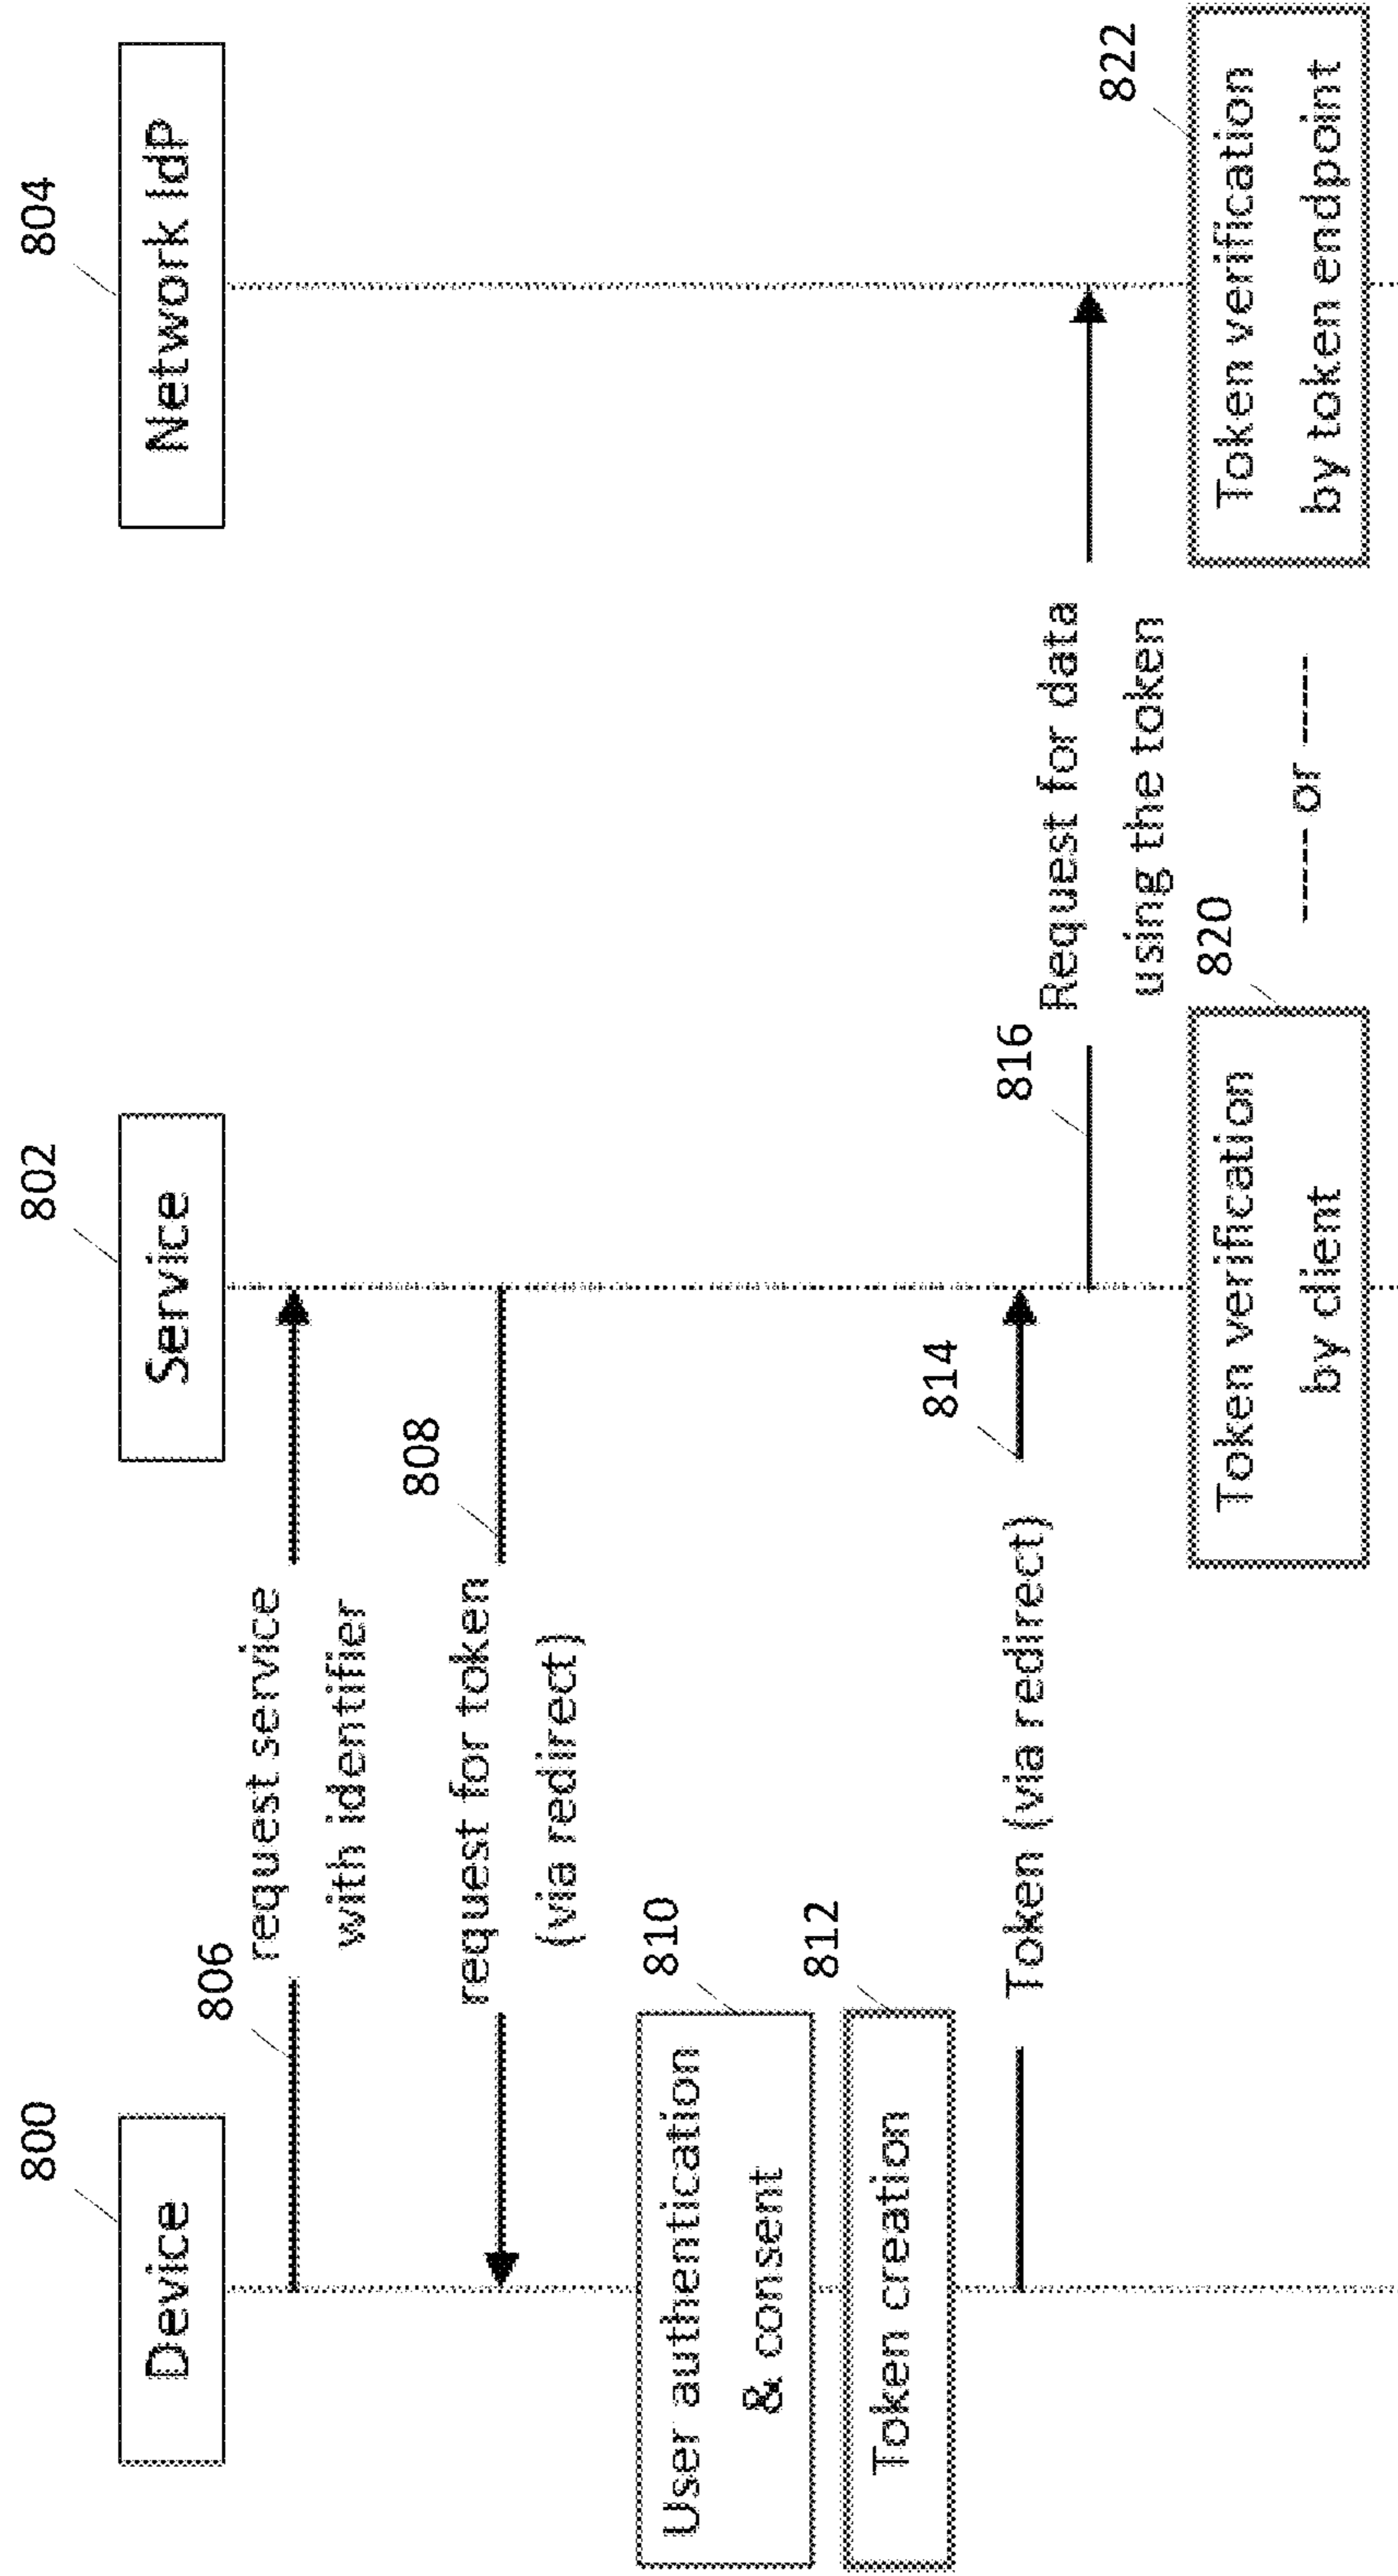 800
802
804
Device
Service
Network IdP
806
request service
with identifier
808
request for token
(via redirect)
810
User authentication
& consent
812
Token creation
814
Token (via redirect)
816
Request for data
using the token
820
822
Token verification
by client
----- or -----
Token verification
by token endpoint